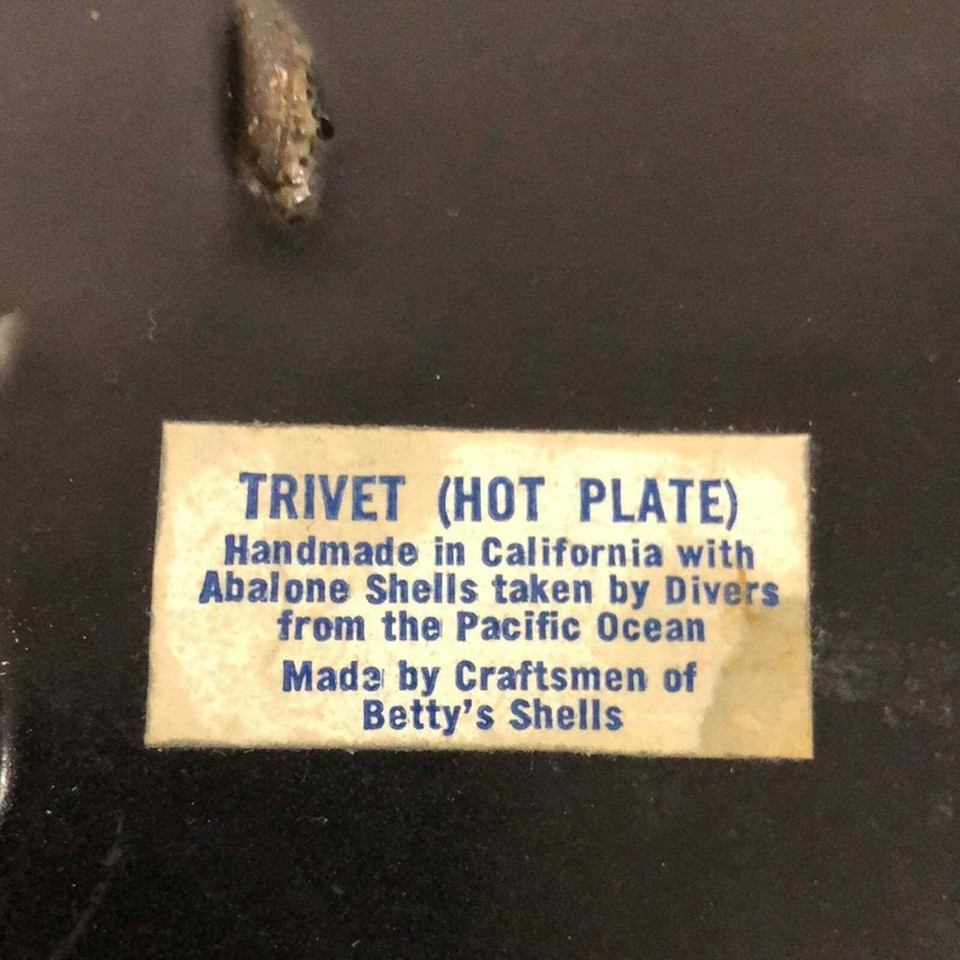 TRIVET (HOT PLATE)
Handmade in California with
Abalone Shells taken by Divers
from the Pacific Ocean
Made by Craftsmen of
Betty's Shells